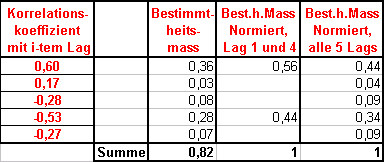 Korrelations- Bestimmt- Best.h.Mass Best.h.Mass
koeffizient heits- Normiert, Normiert,
mit i-tem Lag mass Lag 1 und 4 alle 5 Lags
0,60 0,36 0,56 0,44
0,17 0,03 0,04
-0,28 0,08 0,09
-0,53 0,28 0,44 0,34
-0,27 0,07 0,09
Summe 0,82 1 1